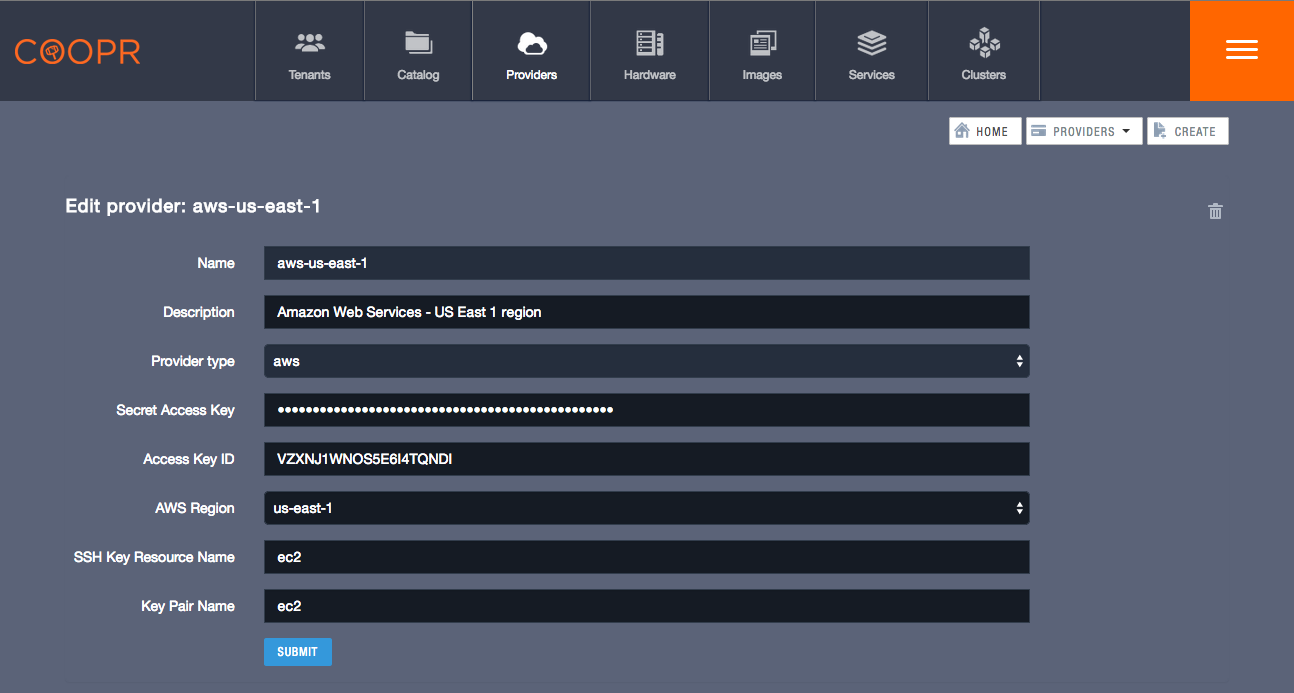 COOPR
Tenants
Catalog
Providers
Hardware
Images
Services
Clusters
HOME
PROVIDERS
CREATE
Edit provider: aws-us-east-1
Name aws-us-east-1
Description Amazon Web Services - US East 1 region
Provider type aws
Secret Access Key ••••••••••••••••••••••••••••••••••••••••••••••••
Access Key ID VZXNJ1WNOS5E6I4TQNDI
AWS Region us-east-1
SSH Key Resource Name ec2
Key Pair Name ec2
SUBMIT